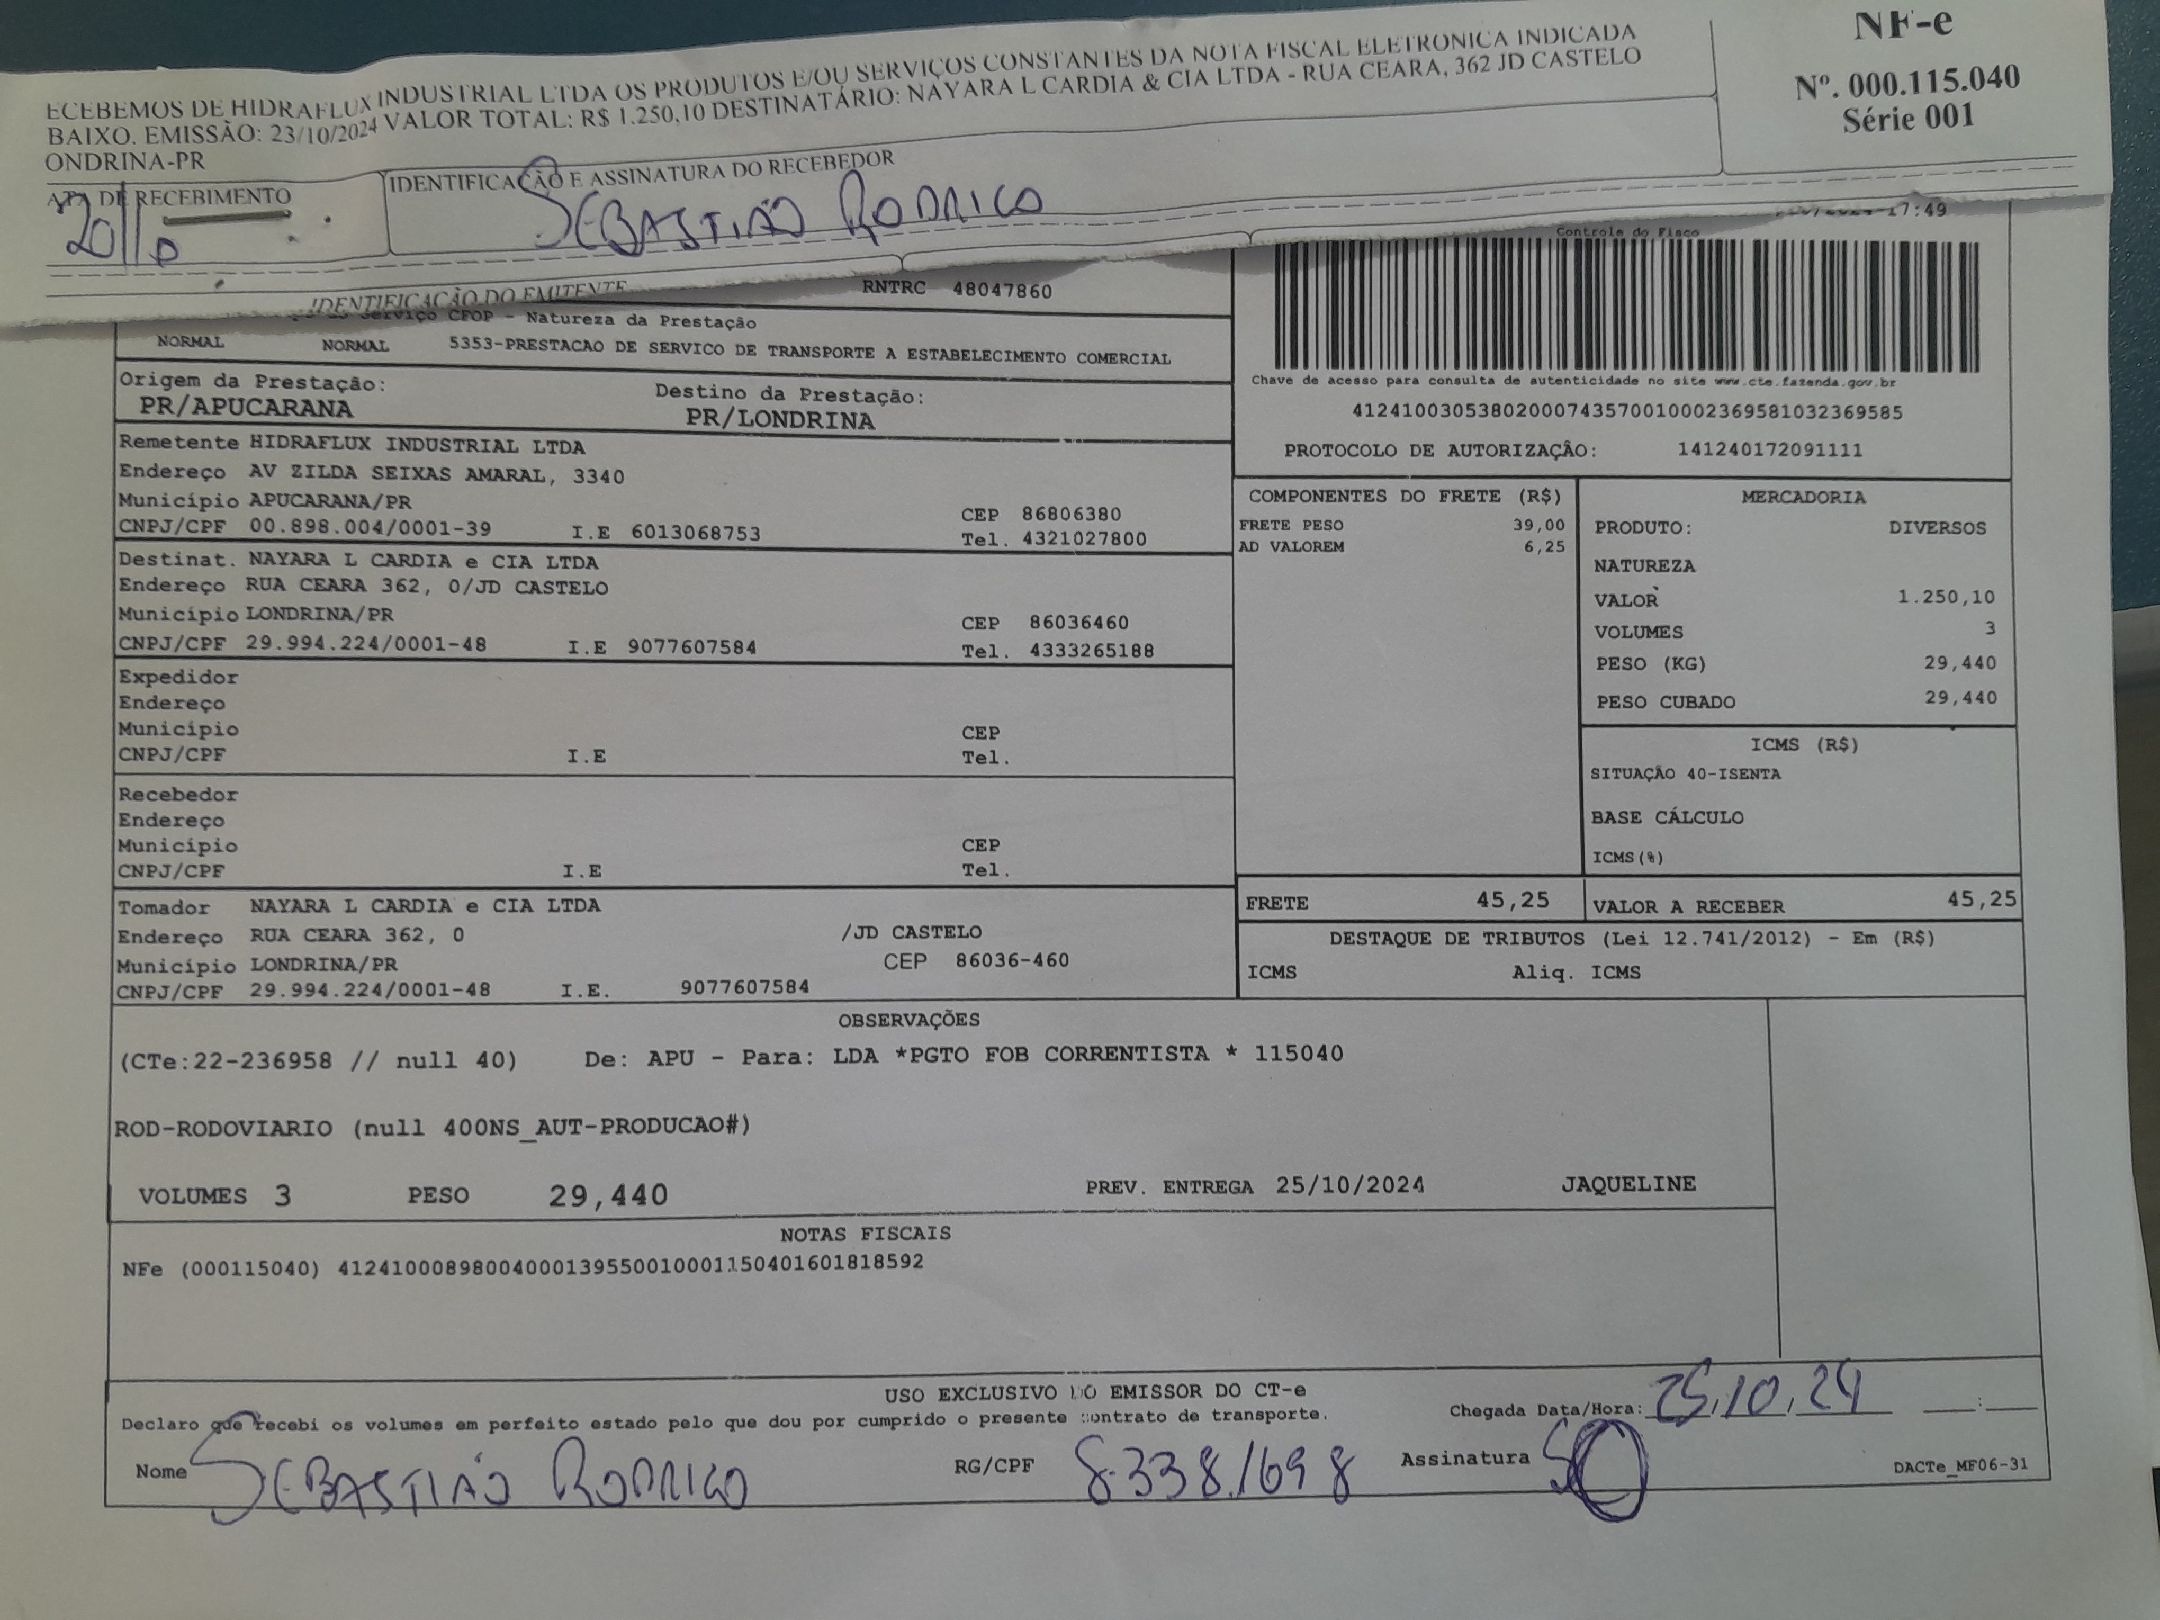 ECEBEMOS DE HIDRAFLUX INDUSTRIAL LTDA OS PRODUTOS E/OU SERVIÇOS CONSTANTES DA NOTA FISCAL ELETRONICA INDICADA
BAIXO. EMISSÃO: 23/10/2024 VALOR TOTAL: R$ 1.250,10 DESTINATÁRIO: NAYARA L CARDIA & CIA LTDA - RUA CEARA, 362 JD CASTELO
ONDRINA-PR
NF-e
Nº. 000.115.040
Série 001
DE RECEBIMENTO
IDENTIFICAÇÃO E ASSINATURA DO RECEBEDOR
SEBASTIÃO RODRIGO
17:49
IDENTIFICAÇÃO DO EMITENTE
RNTRC 48047860
Controle do Fisco
Serviço CFOP - Natureza da Prestação
NORMAL NORMAL 5353-PRESTACAO DE SERVICO DE TRANSPORTE A ESTABELECIMENTO COMERCIAL
Chave de acesso para consulta de autenticidade no site www.cte.fazenda.gov.br
41241003053802000743570010002369581032369585
PROTOCOLO DE AUTORIZAÇÃO: 141240172091111
Origem da Prestação: Destino da Prestação:
PR/APUCARANA PR/LONDRINA
Remetente HIDRAFLUX INDUSTRIAL LTDA
Endereço AV ZILDA SEIXAS AMARAL, 3340
Município APUCARANA/PR CEP 86806380
CNPJ/CPF 00.898.004/0001-39 I.E 6013068753 Tel. 4321027800
Destinat. NAYARA L CARDIA e CIA LTDA
Endereço RUA CEARA 362, 0/JD CASTELO
Município LONDRINA/PR CEP 86036460
CNPJ/CPF 29.994.224/0001-48 I.E 9077607584 Tel. 4333265188
Expedidor
Endereço
Município CEP
CNPJ/CPF I.E Tel.
Recebedor
Endereço
Município CEP
CNPJ/CPF I.E Tel.
Tomador NAYARA L CARDIA e CIA LTDA
Endereço RUA CEARA 362, 0 /JD CASTELO
Município LONDRINA/PR CEP 86036-460
CNPJ/CPF 29.994.224/0001-48 I.E. 9077607584
COMPONENTES DO FRETE (R$)
FRETE PESO 39,00
AD VALOREM 6,25
MERCADORIA
PRODUTO: DIVERSOS
NATUREZA
VALOR 1.250,10
VOLUMES 3
PESO (KG) 29,440
PESO CUBADO 29,440
ICMS (R$)
SITUAÇÃO 40-ISENTA
BASE CÁLCULO
ICMS(%)
FRETE 45,25 VALOR A RECEBER 45,25
DESTAQUE DE TRIBUTOS (Lei 12.741/2012) - Em (R$)
ICMS Aliq. ICMS
OBSERVAÇÕES
(CTe:22-236958 // null 40) De: APU - Para: LDA *PGTO FOB CORRENTISTA * 115040
ROD-RODOVIARIO (null 400NS_AUT-PRODUCAO#)
VOLUMES 3 PESO 29,440 PREV. ENTREGA 25/10/2024 JAQUELINE
NOTAS FISCAIS
NFe (000115040) 41241000898004000139550010001150401601818592
USO EXCLUSIVO DO EMISSOR DO CT-e
Declaro que recebi os volumes em perfeito estado pelo que dou por cumprido o presente contrato de transporte. Chegada Data/Hora: 25,10,24 :
Nome SEBASTIÃO RODRIGO RG/CPF 8.338.1698 Assinatura DACTe_MF06-31